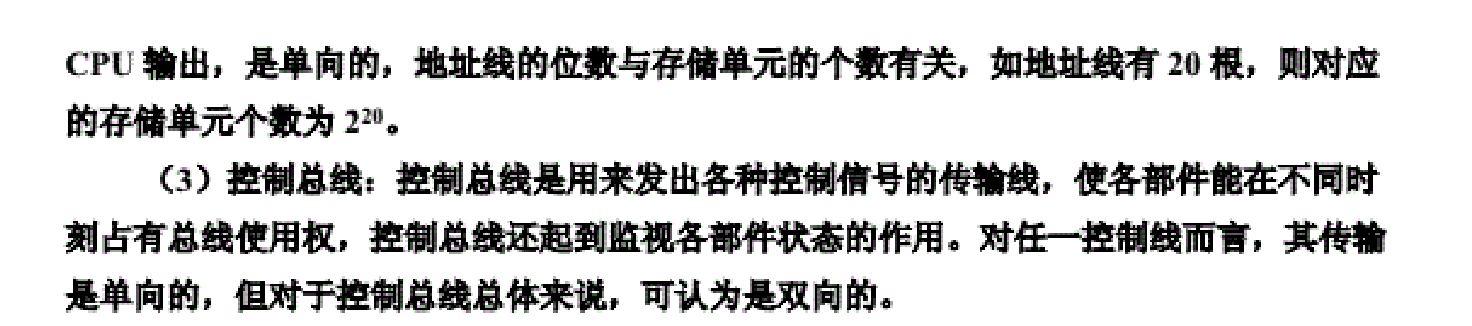 CPU 输出，是单向的，地址线的位数与存储单元的个数有关，如地址线有 20 根，则对应
的存储单元个数为 2²⁰。
（3）控制总线：控制总线是用来发出各种控制信号的传输线，使各部件能在不同时
刻占有总线使用权，控制总线还起到监视各部件状态的作用。对任一控制线而言，其传输
是单向的，但对于控制总线总体来说，可认为是双向的。